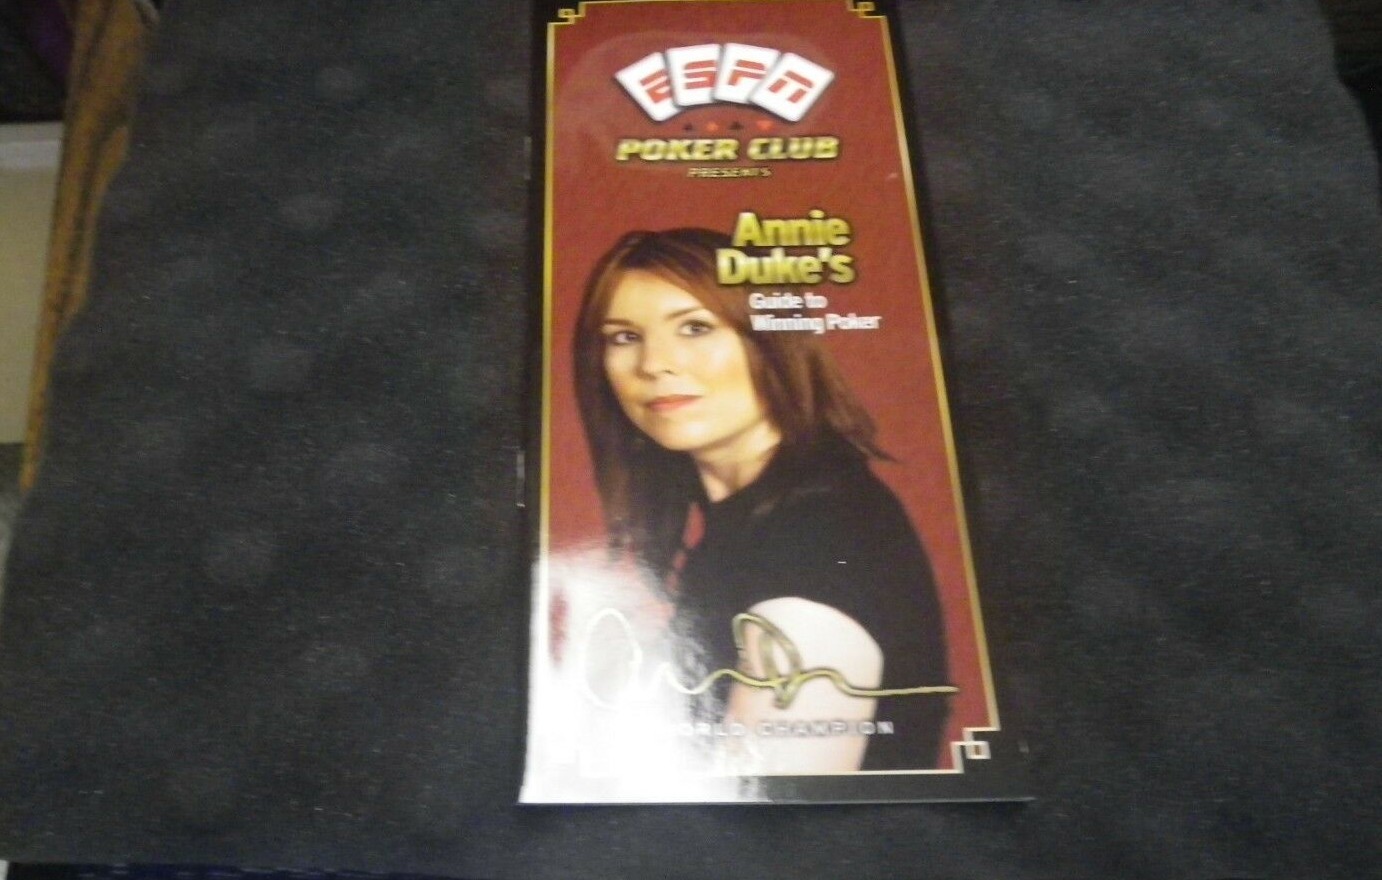 ESPN
POKER CLUB
PRESENTS
Annie
Duke's
Guide to
Winning Poker
WORLD CHAMPION